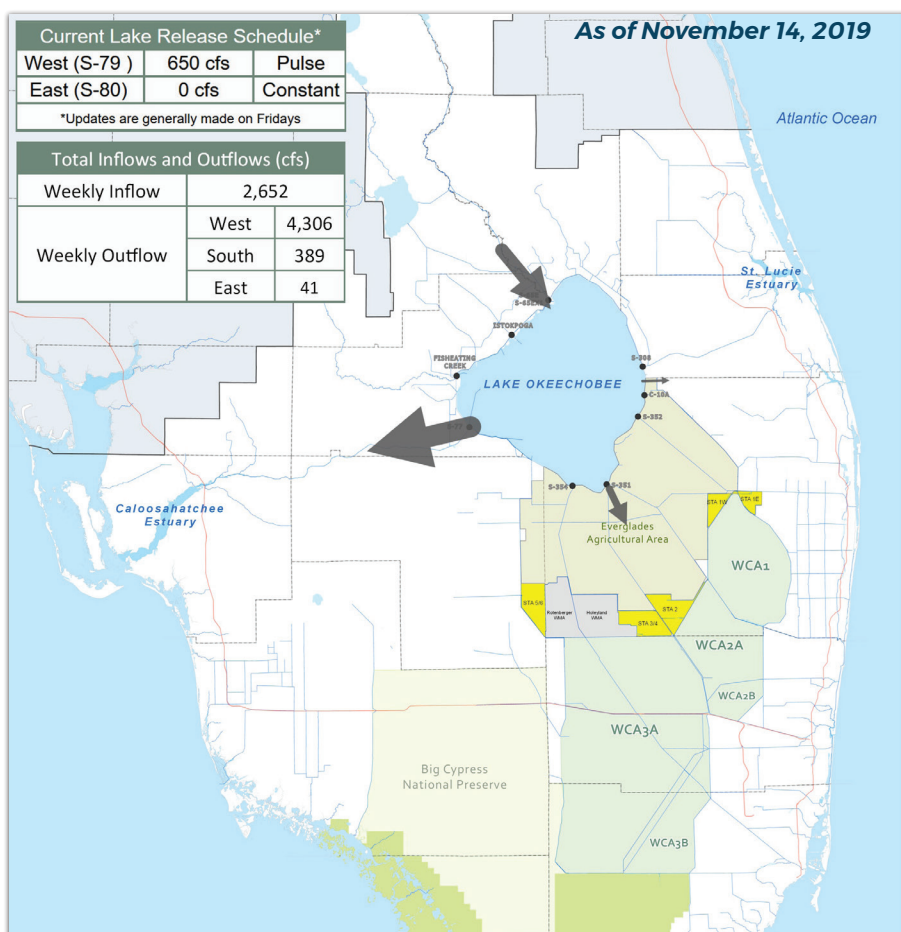 As of November 14, 2019
Current Lake Release Schedule*
West (S-79 ) 650 cfs Pulse
East (S-80) 0 cfs Constant
*Updates are generally made on Fridays
Total Inflows and Outflows (cfs)
Weekly Inflow 2,652
Weekly Outflow
West 4,306
South 389
East 41
Atlantic Ocean
St. Lucie
Estuary
ISTOKPOGA
FISHEATING
CREEK
LAKE OKEECHOBEE
S-308
C-10A
S-352
S-354
S-351
Caloosahatchee
Estuary
Everglades
Agricultural Area
STA 1W
STA 1E
WCA1
STA 5/6
Rotenberger
WMA
Holeyland
WMA
STA 2
STA 3/4
WCA2A
WCA2B
WCA3A
Big Cypress
National Preserve
WCA3B